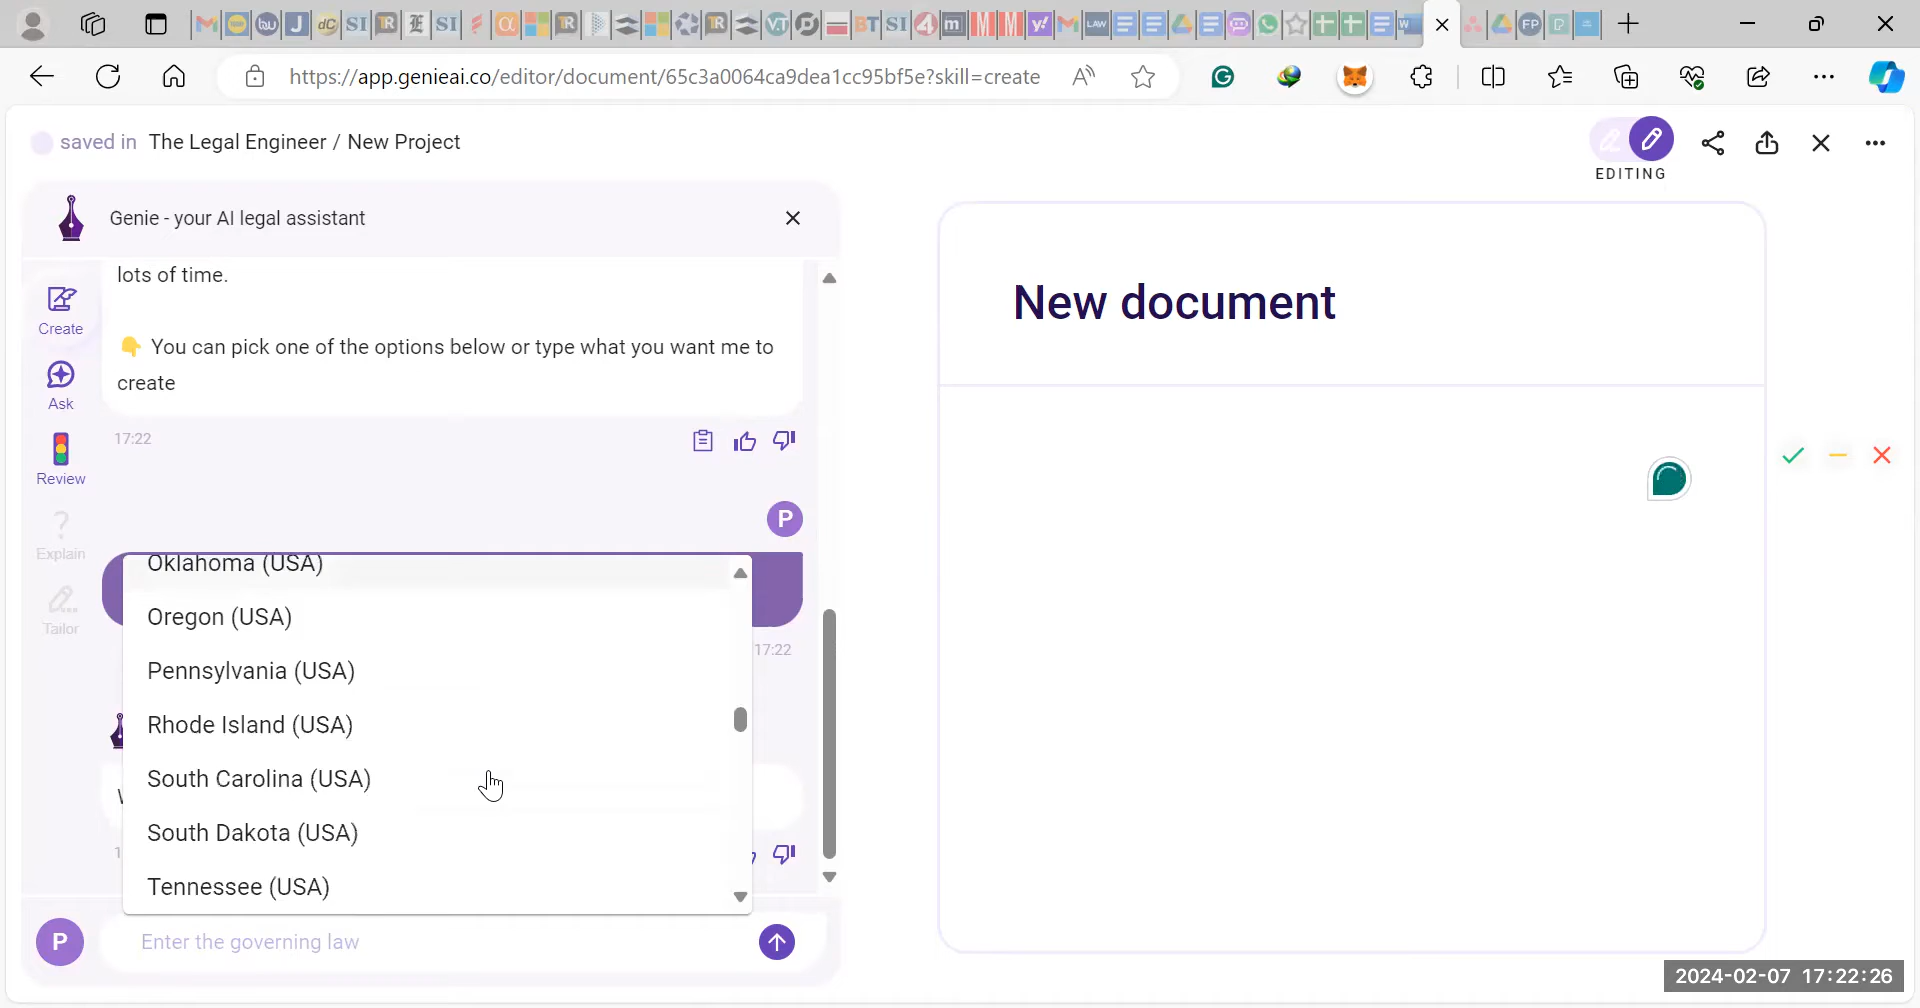 https://app.genieai.co/editor/document/65c3a0064ca9dea1cc95bf5e?skill=create
saved in The Legal Engineer / New Project
EDITING
Genie - your AI legal assistant
lots of time.
👇 You can pick one of the options below or type what you want me to
create
17:22
Create
Ask
Review
Explain
Tailor
P
17:22
Oklahoma (USA)
Oregon (USA)
Pennsylvania (USA)
Rhode Island (USA)
South Carolina (USA)
South Dakota (USA)
Tennessee (USA)
P
Enter the governing law
New document
2024-02-07 17:22:26